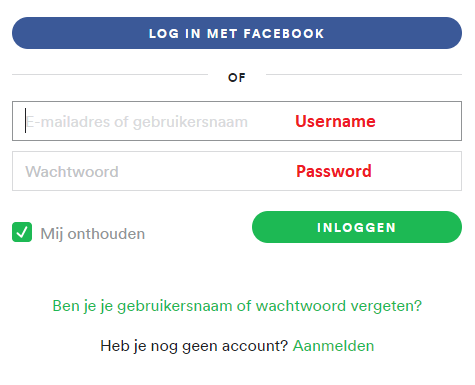 LOG IN MET FACEBOOK
OF
E-mailadres of gebruikersnaam Username
Wachtwoord Password
Mij onthouden INLOGGEN
Ben je je gebruikersnaam of wachtwoord vergeten?
Heb je nog geen account? Aanmelden